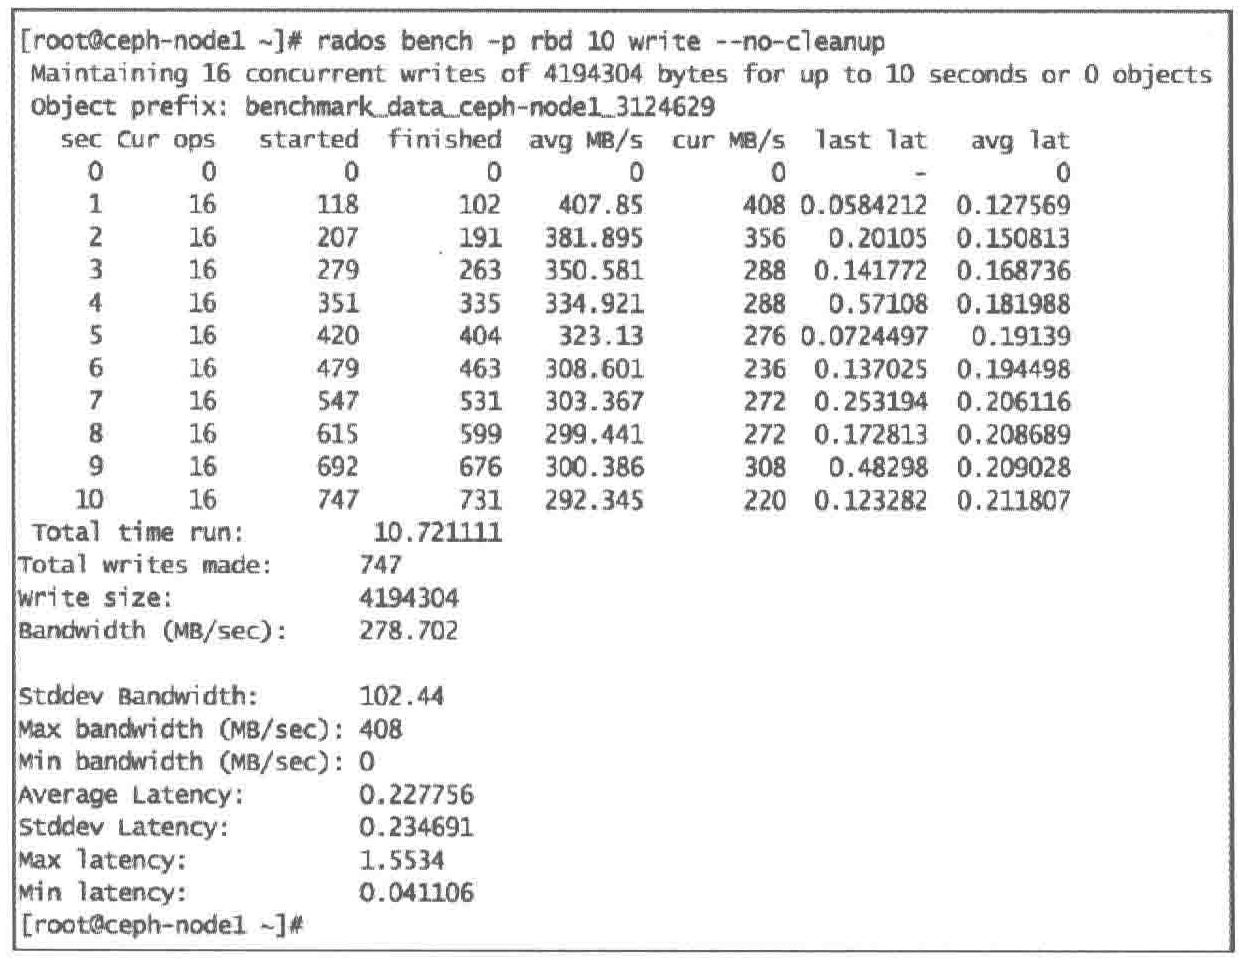 [root@ceph-node1 ~]# rados bench -p rbd 10 write --no-cleanup
Maintaining 16 concurrent writes of 4194304 bytes for up to 10 seconds or 0 objects
Object prefix: benchmark_data_ceph-node1_3124629
sec Cur ops started finished avg MB/s cur MB/s last lat avg lat
0 0 0 0 0 0 - 0
1 16 118 102 407.85 408 0.0584212 0.127569
2 16 207 191 381.895 356 0.20105 0.150813
3 16 279 263 350.581 288 0.141772 0.168736
4 16 351 335 334.921 288 0.57108 0.181988
5 16 420 404 323.13 276 0.0724497 0.19139
6 16 479 463 308.601 236 0.137025 0.194498
7 16 547 531 303.367 272 0.253194 0.206116
8 16 615 599 299.441 272 0.172813 0.208689
9 16 692 676 300.386 308 0.48298 0.209028
10 16 747 731 292.345 220 0.123282 0.211807
Total time run: 10.721111
Total writes made: 747
Write size: 4194304
Bandwidth (MB/sec): 278.702
Stddev Bandwidth: 102.44
Max bandwidth (MB/sec): 408
Min bandwidth (MB/sec): 0
Average Latency: 0.227756
Stddev Latency: 0.234691
Max latency: 1.5534
Min latency: 0.041106
[root@ceph-node1 ~]#